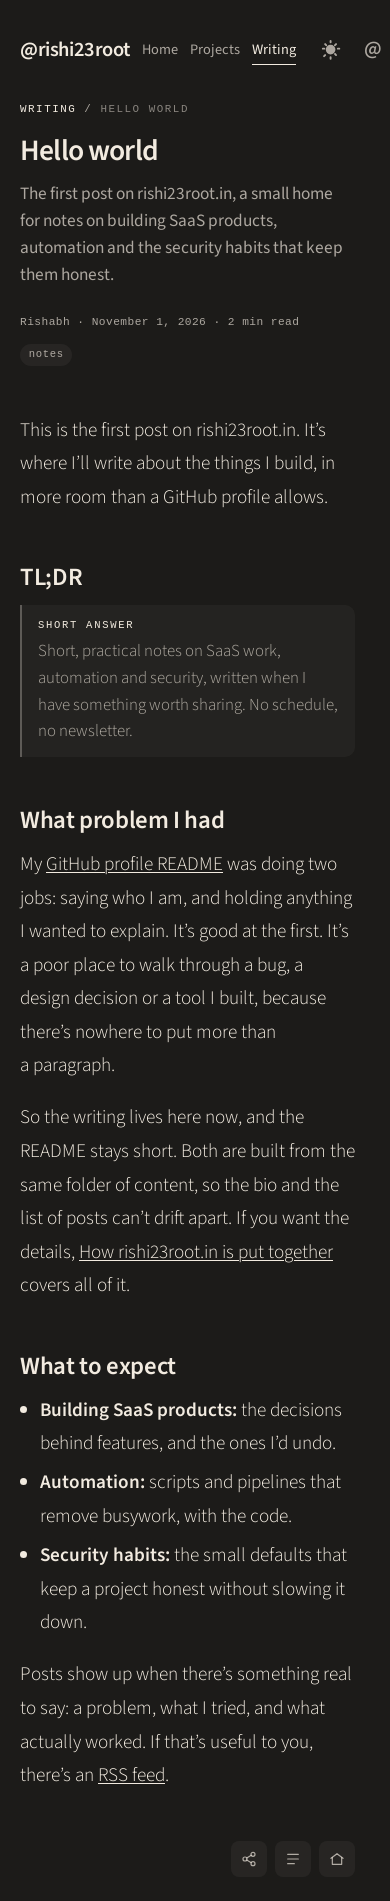 @rishi23root Home Projects Writing @
WRITING / HELLO WORLD
Hello world
The first post on rishi23root.in, a small home
for notes on building SaaS products,
automation and the security habits that keep
them honest.
Rishabh · November 1, 2026 · 2 min read
notes
This is the first post on rishi23root.in. It’s
where I’ll write about the things I build, in
more room than a GitHub profile allows.
TL;DR
SHORT ANSWER
Short, practical notes on SaaS work,
automation and security, written when I
have something worth sharing. No schedule,
no newsletter.
What problem I had
My GitHub profile README was doing two
jobs: saying who I am, and holding anything
I wanted to explain. It’s good at the first. It’s
a poor place to walk through a bug, a
design decision or a tool I built, because
there’s nowhere to put more than
a paragraph.
So the writing lives here now, and the
README stays short. Both are built from the
same folder of content, so the bio and the
list of posts can’t drift apart. If you want the
details, How rishi23root.in is put together
covers all of it.
What to expect
• Building SaaS products: the decisions
behind features, and the ones I’d undo.
• Automation: scripts and pipelines that
remove busywork, with the code.
• Security habits: the small defaults that
keep a project honest without slowing it
down.
Posts show up when there’s something real
to say: a problem, what I tried, and what
actually worked. If that’s useful to you,
there’s an RSS feed.